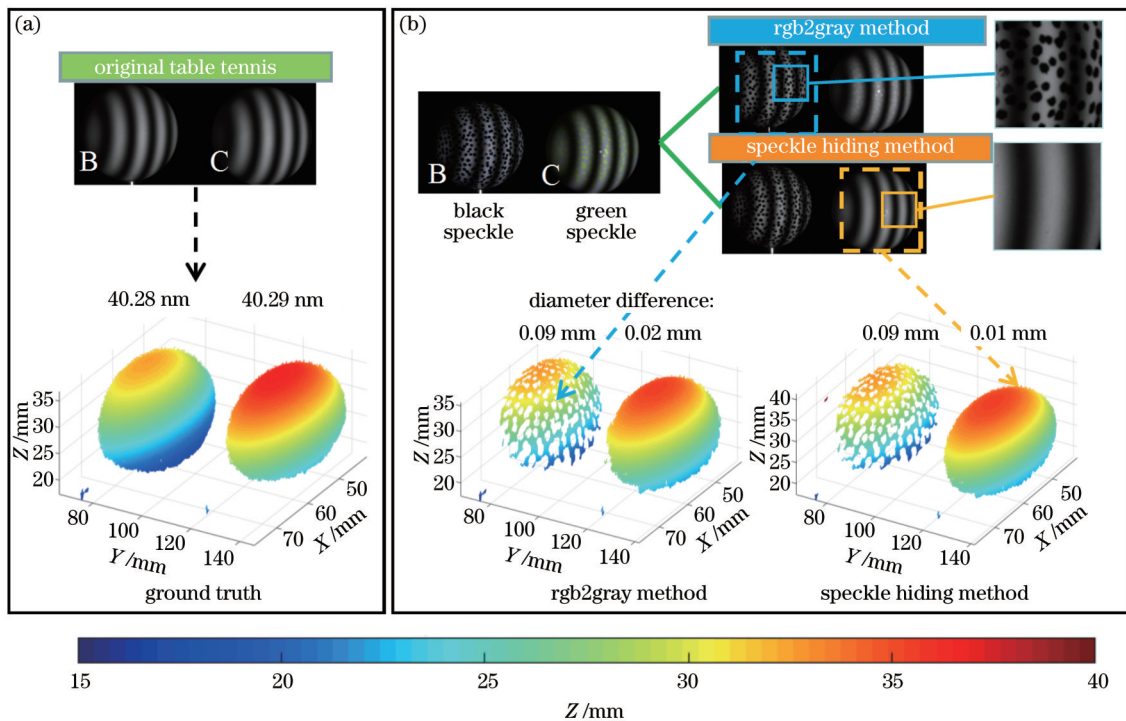 (a)
original table tennis
B
C
40.28 nm
40.29 nm
Z /mm
35
30
25
20
80
100
120
140
Y /mm
50
60
70
X /mm
ground truth
(b)
rgb2gray method
B
C
black
speckle
green
speckle
speckle hiding method
diameter difference:
0.09 mm
0.02 mm
Z /mm
35
30
25
20
80
100
120
140
Y /mm
50
60
70
X /mm
rgb2gray method
0.09 mm
0.01 mm
Z /mm
40
35
30
25
20
80
100
120
140
Y /mm
50
60
70
X /mm
speckle hiding method
15
20
25
30
35
40
Z /mm